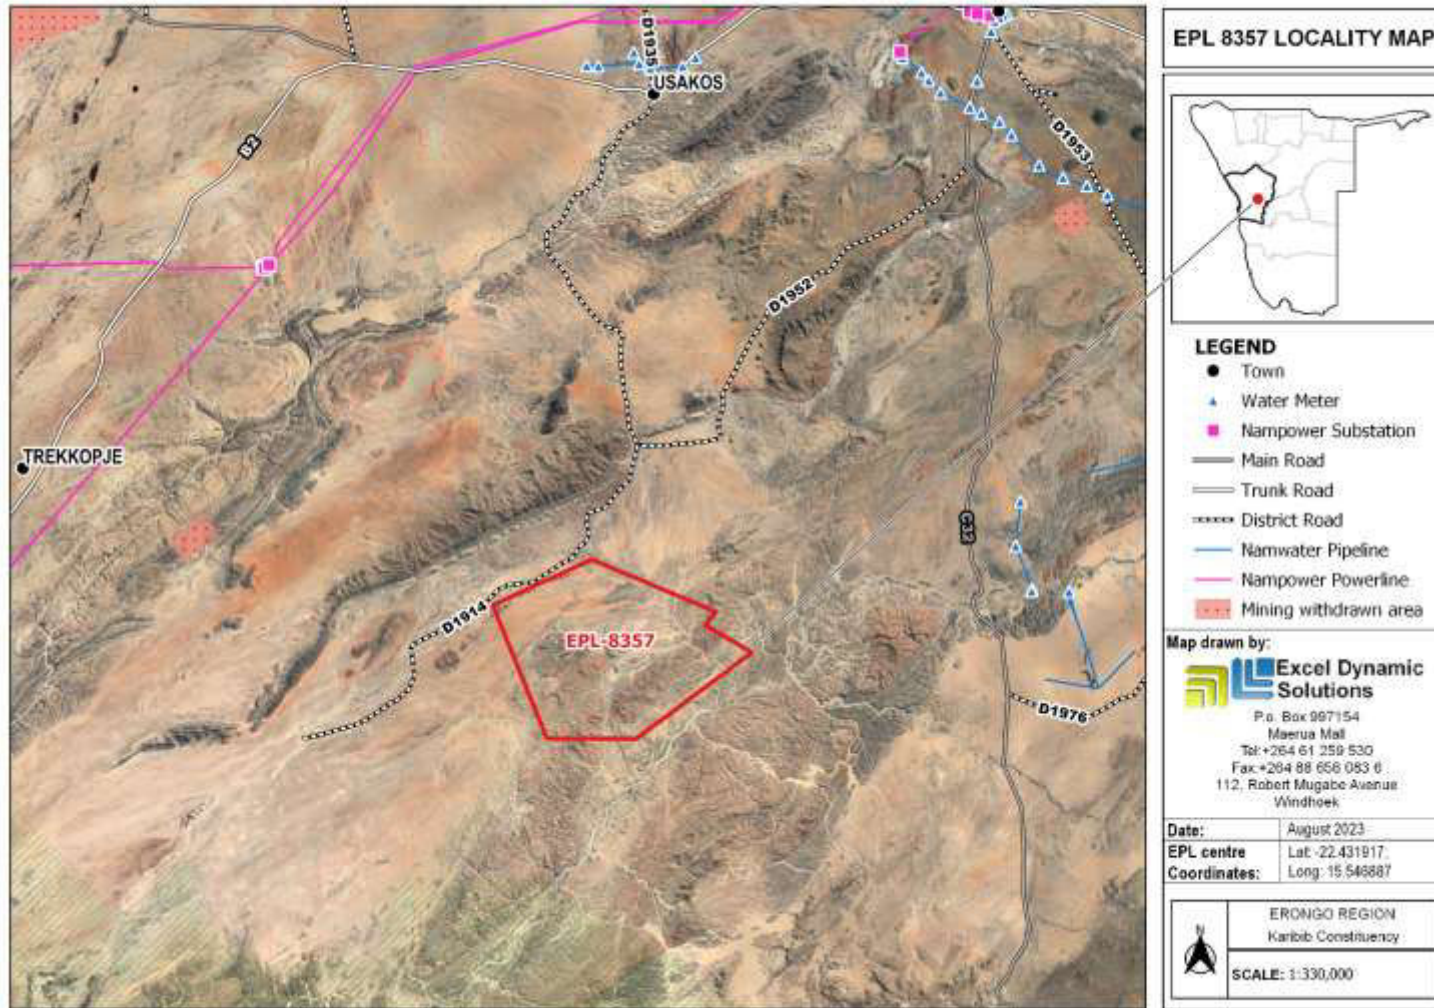 EPL 8357 LOCALITY MAP
D1935
USAKOS
B2
D1953
D1952
TREKKOPJE
C32
D1914
EPL-8357
D1976
LEGEND
Town
Water Meter
Nampower Substation
Main Road
Trunk Road
District Road
Namwater Pipeline
Nampower Powerline
Mining withdrawn area
Map drawn by:
Excel Dynamic
Solutions
P.o. Box 997154
Maerua Mall
Tel:+264 61 259 530
Fax:+264 88 656 083 6
112, Robert Mugabe Avenue
Windhoek
Date: August 2023
EPL centre Lat: -22.431917;
Coordinates: Long: 15.546887
N
ERONGO REGION
Karibib Constituency
SCALE: 1:330,000